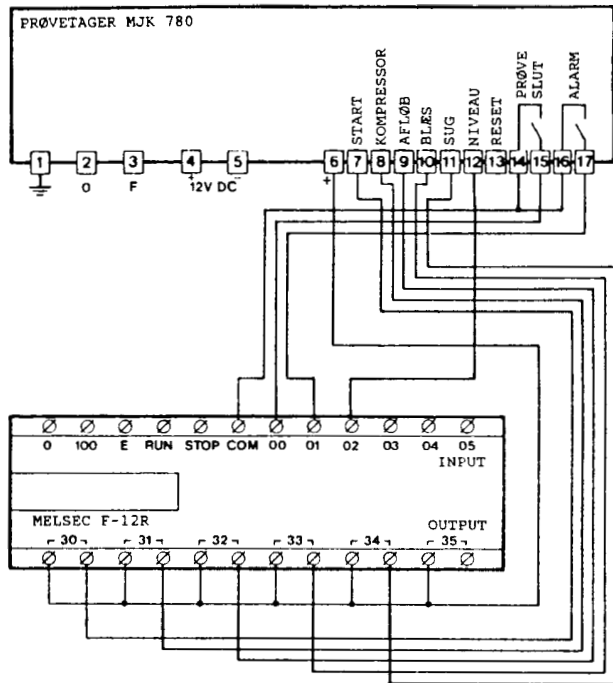 PRØVETAGER MJK 780
START
KOMPRESSOR
AFLØB
BLÆS
SUG
NIVEAU
RESET
PRØVE
SLUT
ALARM
1 2 3 4 5 6 7 8 9 10 11 12 13 14 15 16 17
0 F + 12V DC - +
0 100 E RUN STOP COM 00 01 02 03 04 05
INPUT
MELSEC F-12R
OUTPUT
30 31 32 33 34 35